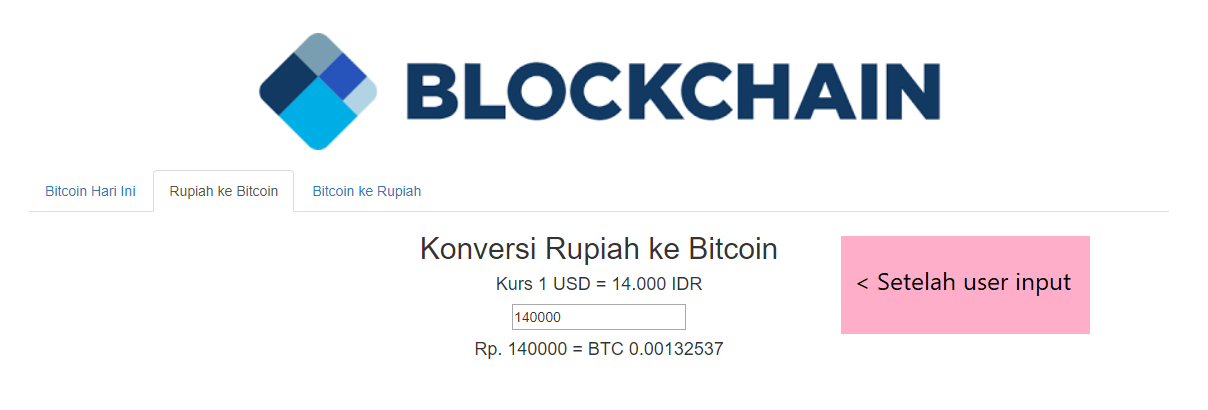 BLOCKCHAIN
Bitcoin Hari Ini
Rupiah ke Bitcoin
Bitcoin ke Rupiah
Konversi Rupiah ke Bitcoin
Kurs 1 USD = 14.000 IDR
< Setelah user input
140000
Rp. 140000 = BTC 0.00132537